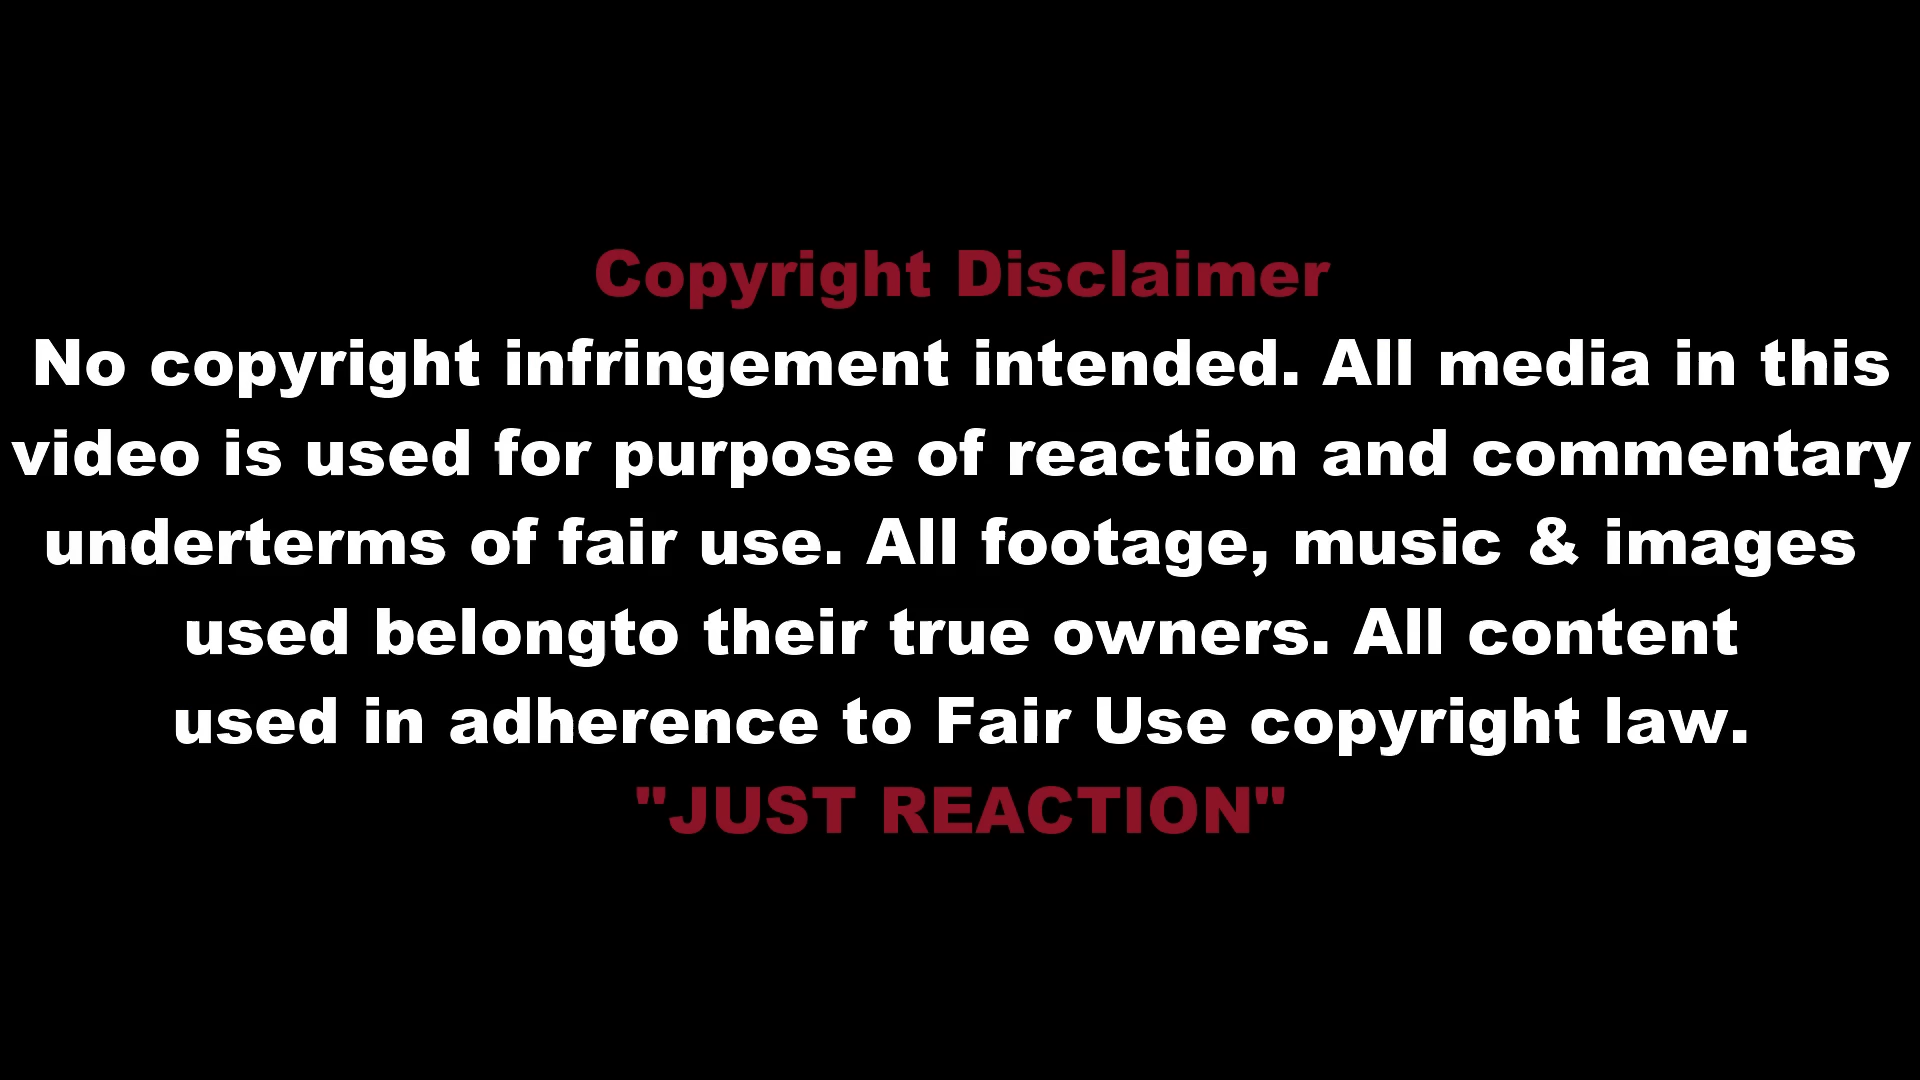 Copyright Disclaimer
No copyright infringement intended. All media in this
video is used for purpose of reaction and commentary
underterms of fair use. All footage, music & images
used belongto their true owners. All content
used in adherence to Fair Use copyright law.
"JUST REACTION"